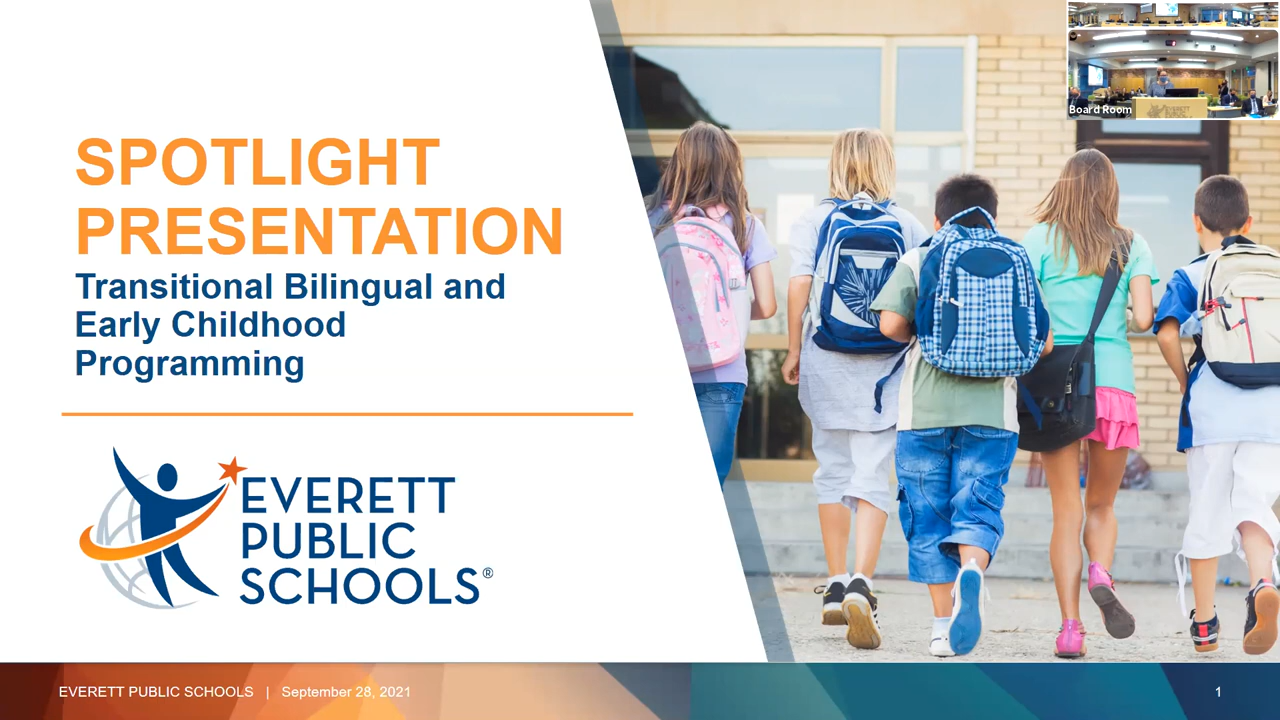 SPOTLIGHT
PRESENTATION
Transitional Bilingual and
Early Childhood
Programming
EVERETT
PUBLIC
SCHOOLS®
Board Room
EVERETT
EVERETT PUBLIC SCHOOLS | September 28, 2021
1